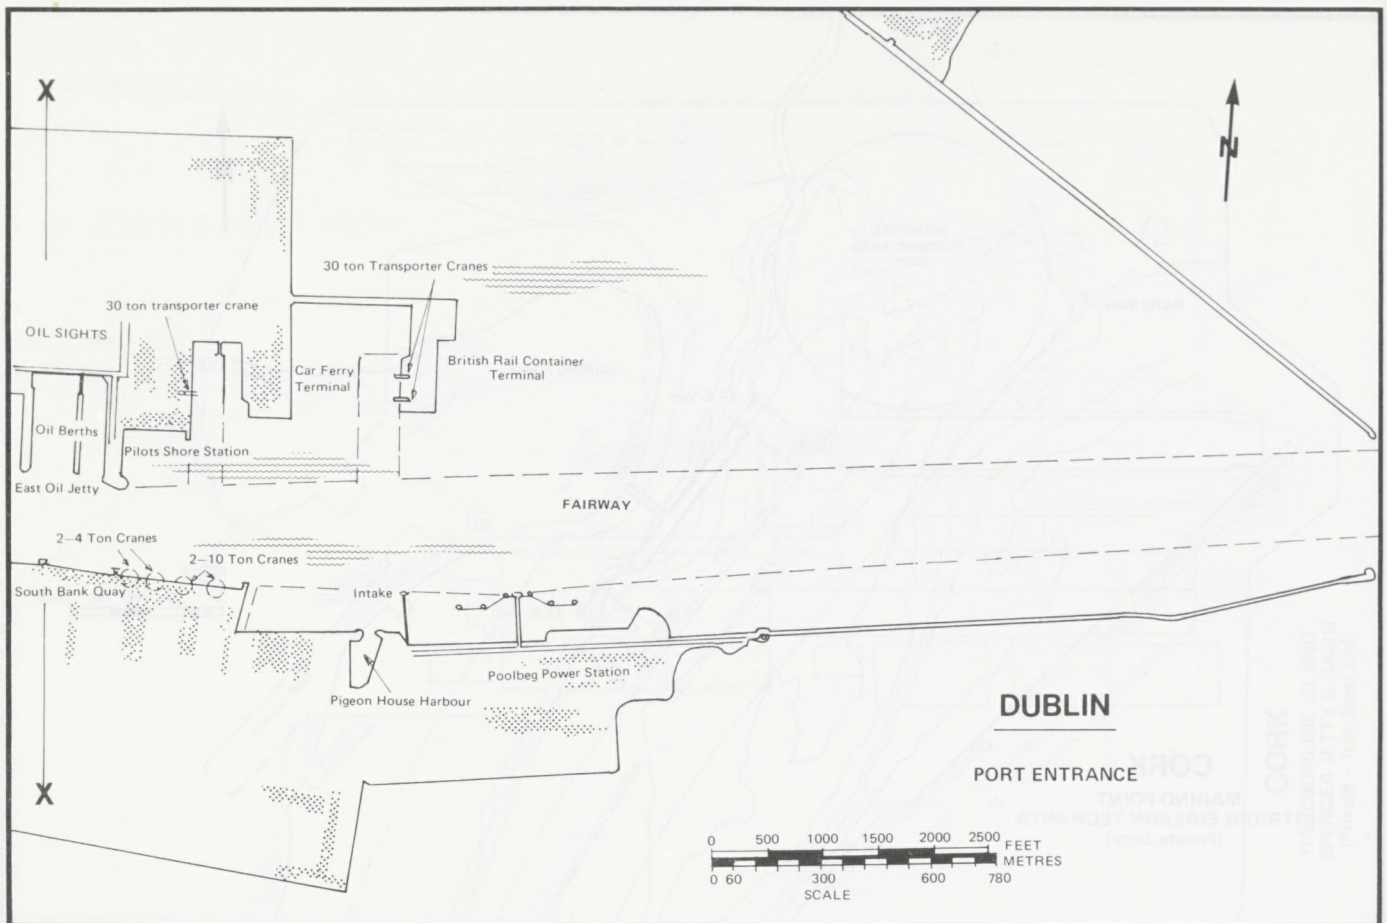 X
N
30 ton Transporter Cranes
30 ton transporter crane
OIL SIGHTS
British Rail Container
Terminal
Car Ferry
Terminal
Oil Berths
Pilots Shore Station
East Oil Jetty
FAIRWAY
2–4 Ton Cranes
2–10 Ton Cranes
South Bank Quay
Intake
Poolbeg Power Station
Pigeon House Harbour
DUBLIN
PORT ENTRANCE
X
0 500 1000 1500 2000 2500 FEET
METRES
0 60 300 600 780
SCALE
CORK
MARINO POINT
(Private Jetty)
CORK